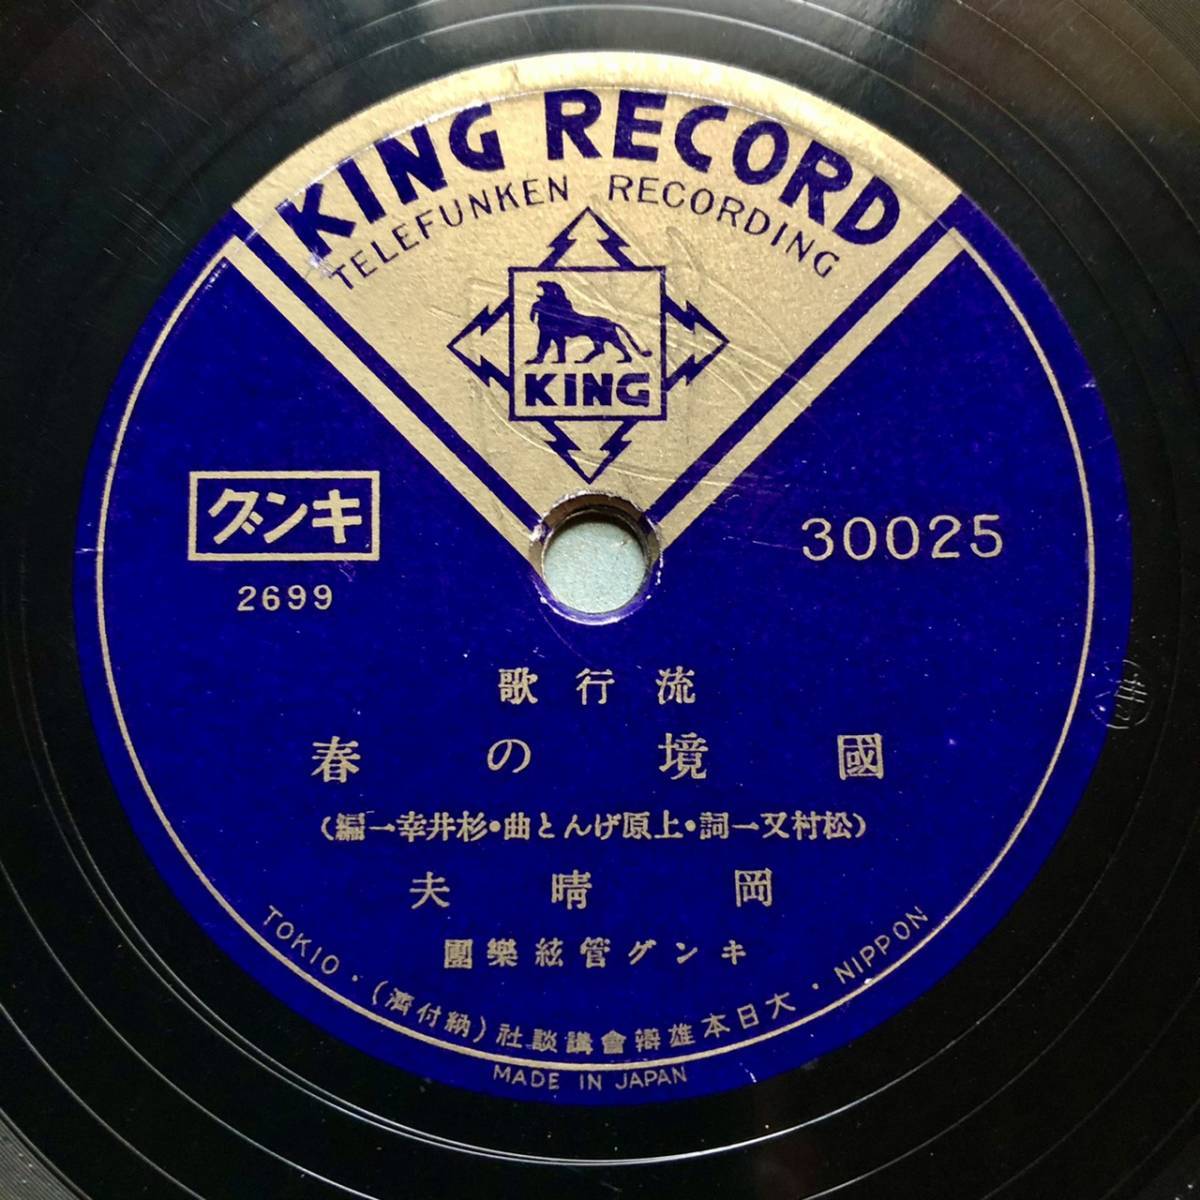 KING RECORD
TELEFUNKEN RECORDING
KING
キング
30025
2699
流行歌
國境の春
(松村又一詞・上原げんと曲・杉井幸一編)
岡晴夫
キング管絃樂團
TOKIO・(納付濟)大日本雄辯會講談社・NIPPON
MADE IN JAPAN